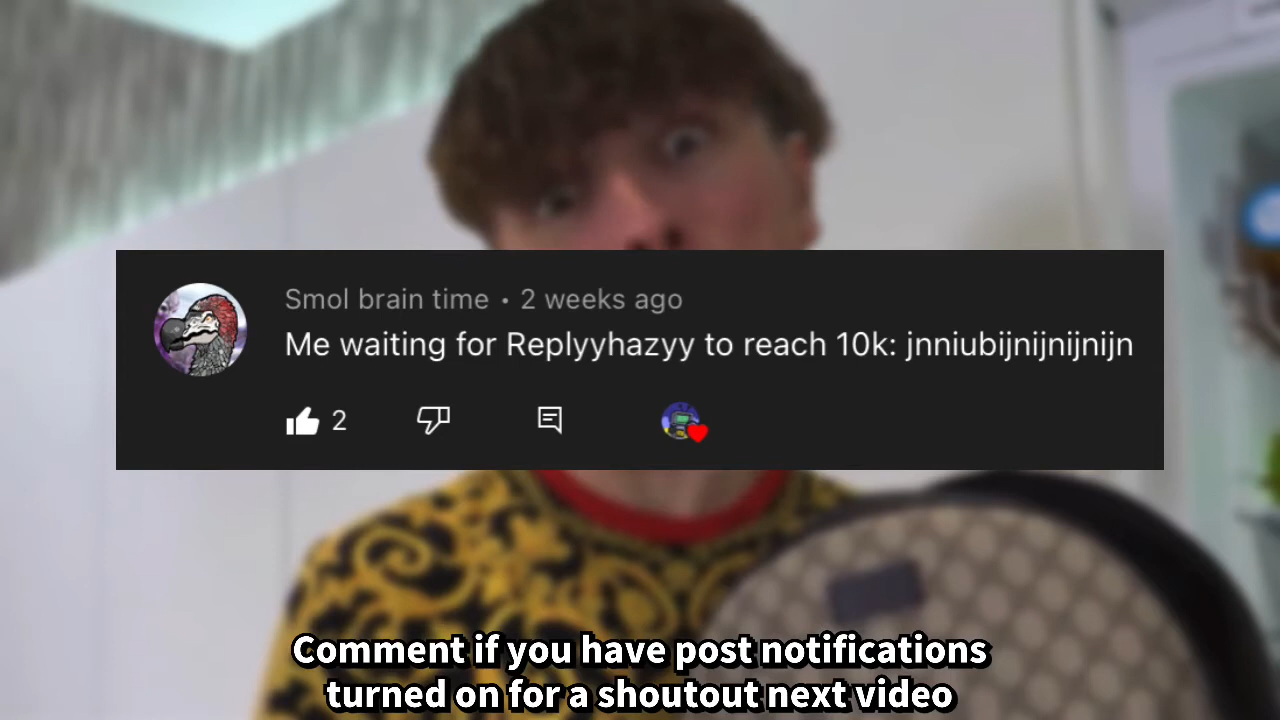 Smol brain time • 2 weeks ago
Me waiting for Replyyhazyy to reach 10k: jnniubijnijnijnijn
2
Comment if you have post notifications
turned on for a shoutout next video